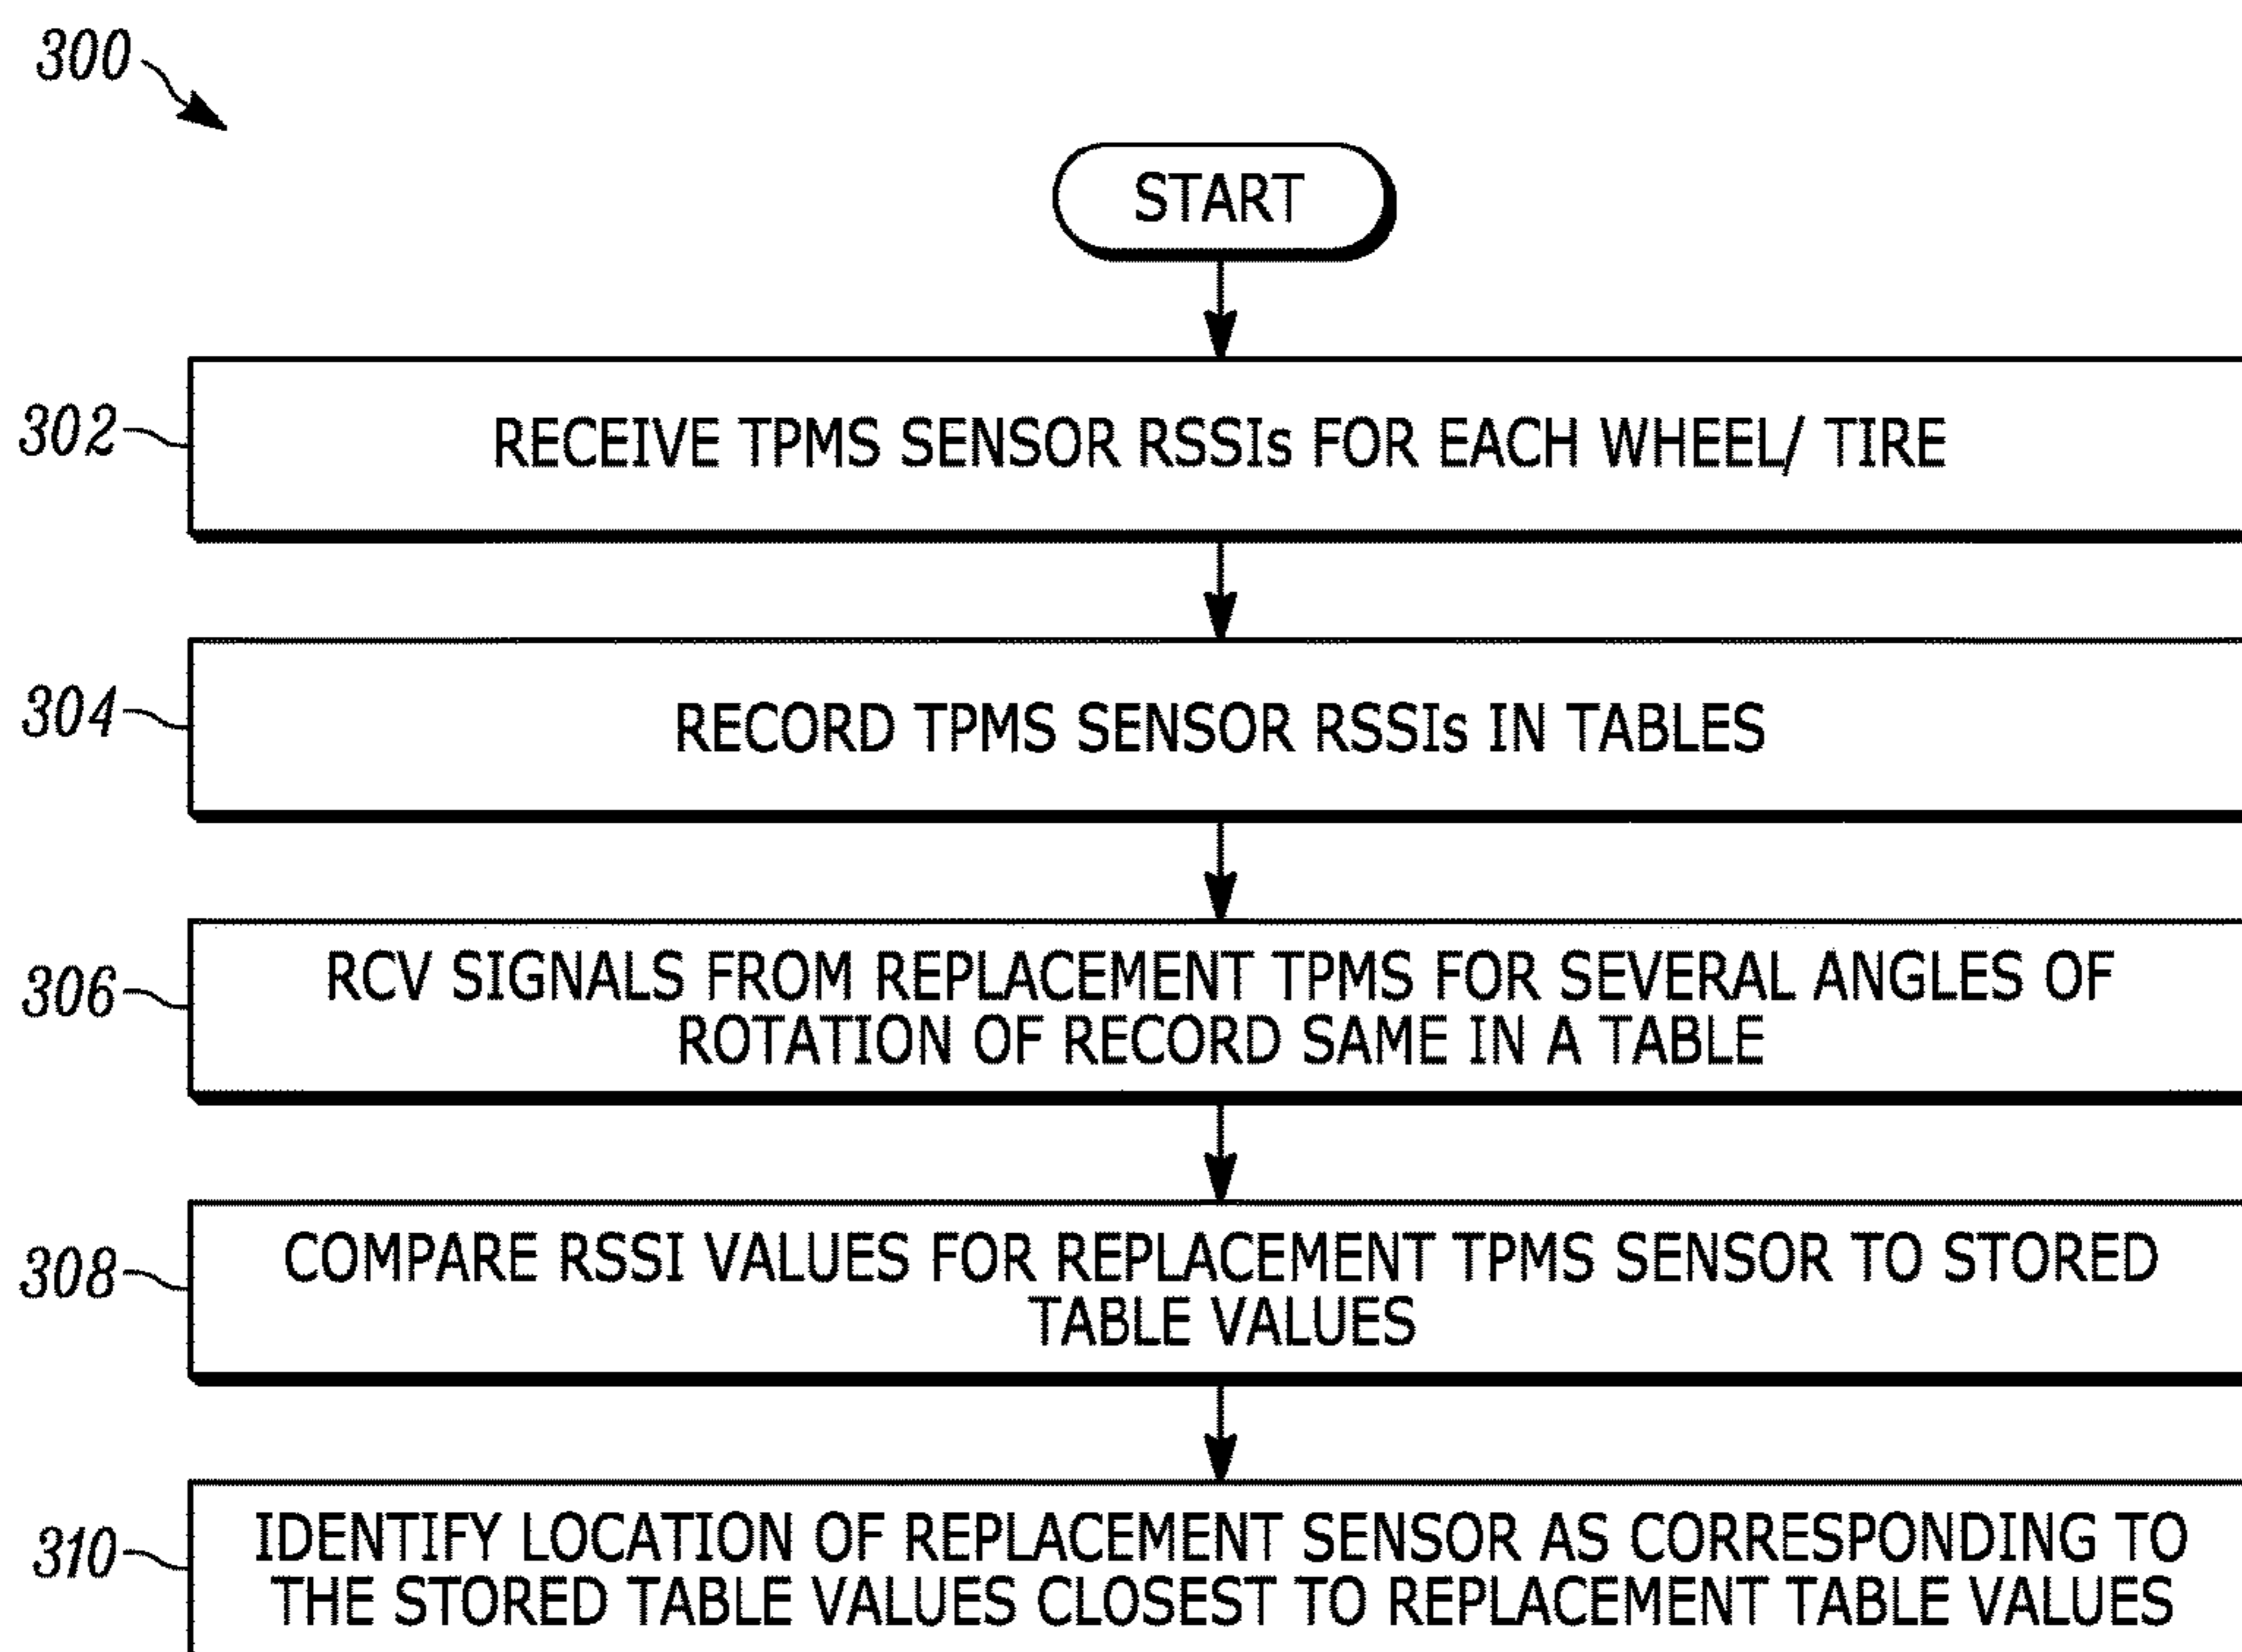 300
START
302
RECEIVE TPMS SENSOR RSSIs FOR EACH WHEEL/ TIRE
304
RECORD TPMS SENSOR RSSIs IN TABLES
306
RCV SIGNALS FROM REPLACEMENT TPMS FOR SEVERAL ANGLES OF
ROTATION OF RECORD SAME IN A TABLE
308
COMPARE RSSI VALUES FOR REPLACEMENT TPMS SENSOR TO STORED
TABLE VALUES
310
IDENTIFY LOCATION OF REPLACEMENT SENSOR AS CORRESPONDING TO
THE STORED TABLE VALUES CLOSEST TO REPLACEMENT TABLE VALUES